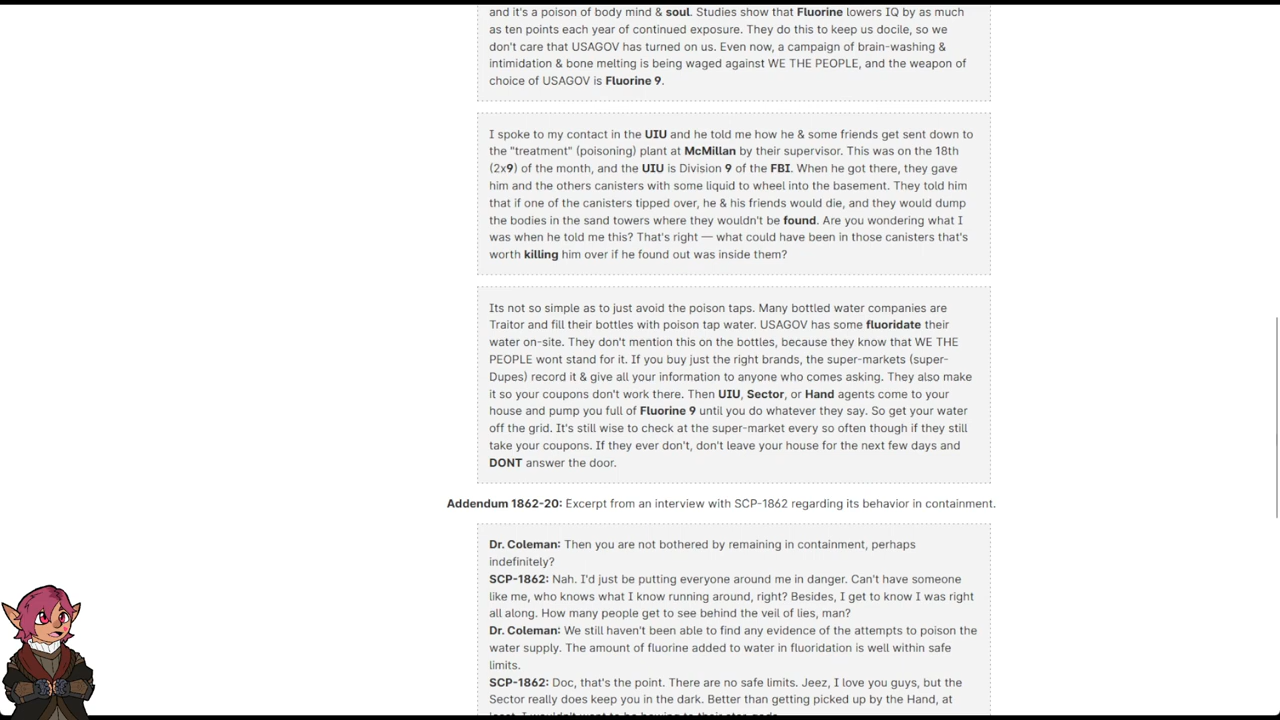 and it's a poison of body mind & soul. Studies show that Fluorine lowers IQ by as much
as ten points each year of continued exposure. They do this to keep us docile, so we
don't care that USAGOV has turned on us. Even now, a campaign of brain-washing &
intimidation & bone melting is being waged against WE THE PEOPLE, and the weapon of
choice of USAGOV is Fluorine 9.
I spoke to my contact in the UIU and he told me how he & some friends get sent down to
the "treatment" (poisoning) plant at McMillan by their supervisor. This was on the 18th
(2x9) of the month, and the UIU is Division 9 of the FBI. When he got there, they gave
him and the others canisters with some liquid to wheel into the basement. They told him
that if one of the canisters tipped over, he & his friends would die, and they would dump
the bodies in the sand towers where they wouldn't be found. Are you wondering what I
was when he told me this? That's right — what could have been in those canisters that's
worth killing him over if he found out was inside them?
Its not so simple as to just avoid the poison taps. Many bottled water companies are
Traitor and fill their bottles with poison tap water. USAGOV has some fluoridate their
water on-site. They don't mention this on the bottles, because they know that WE THE
PEOPLE wont stand for it. If you buy just the right brands, the super-markets (super-
Dupes) record it & give all your information to anyone who comes asking. They also make
it so your coupons don't work there. Then UIU, Sector, or Hand agents come to your
house and pump you full of Fluorine 9 until you do whatever they say. So get your water
off the grid. It's still wise to check at the super-market every so often though if they still
take your coupons. If they ever don't, don't leave your house for the next few days and
DONT answer the door.
Addendum 1862-20: Excerpt from an interview with SCP-1862 regarding its behavior in containment.
Dr. Coleman: Then you are not bothered by remaining in containment, perhaps
indefinitely?
SCP-1862: Nah. I'd just be putting everyone around me in danger. Can't have someone
like me, who knows what I know running around, right? Besides, I get to know I was right
all along. How many people get to see behind the veil of lies, man?
Dr. Coleman: We still haven't been able to find any evidence of the attempts to poison the
water supply. The amount of fluorine added to water in fluoridation is well within safe
limits.
SCP-1862: Doc, that's the point. There are no safe limits. Jeez, I love you guys, but the
Sector really does keep you in the dark. Better than getting picked up by the Hand, at